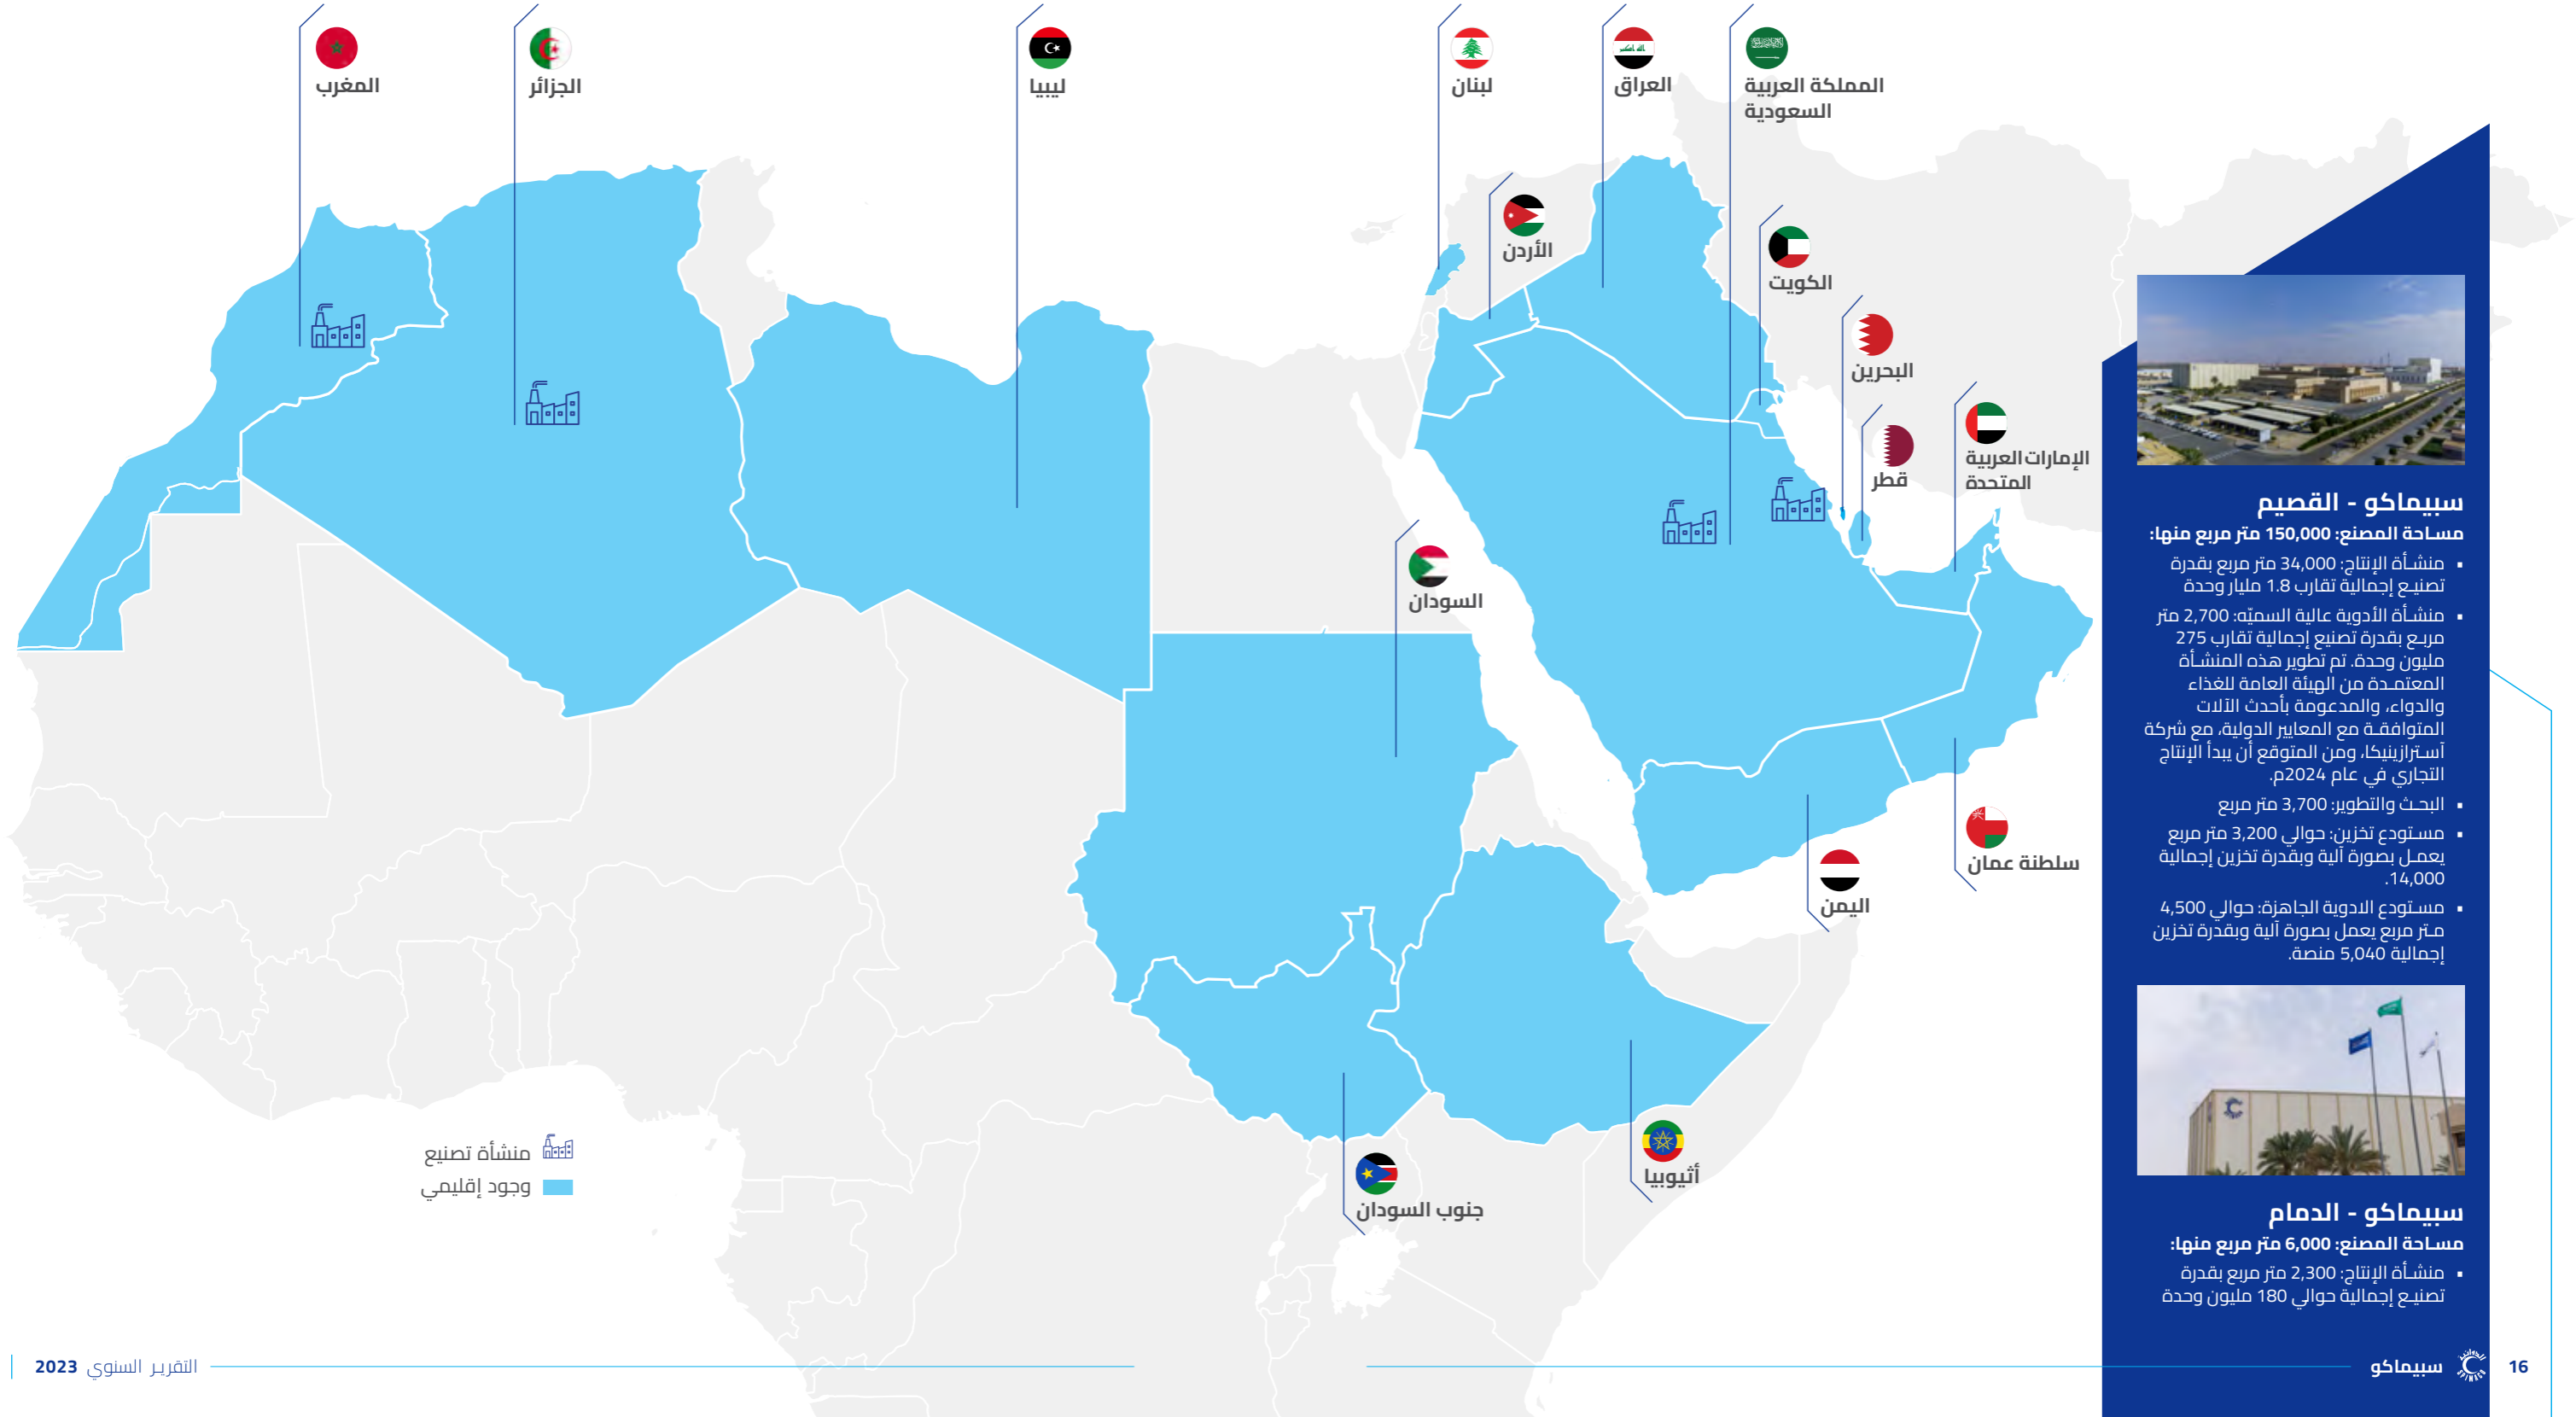 المغرب
الجزائر
ليبيا
لبنان
العراق
المملكة العربية
السعودية
الأردن
الكويت
البحرين
قطر
الإمارات العربية
المتحدة
السودان
سلطنة عمان
اليمن
أثيوبيا
جنوب السودان
منشأة تصنيع
وجود إقليمي
سبيماكو - القصيم
مساحة المصنع: 150,000 متر مربع منها:
▪ منشأة الإنتاج: 34,000 متر مربع بقدرة
تصنيع إجمالية تقارب 1.8 مليار وحدة
▪ منشأة الأدوية عالية السميّه: 2,700 متر
مربع بقدرة تصنيع إجمالية تقارب 275
مليون وحدة. تم تطوير هذه المنشأة
المعتمدة من الهيئة العامة للغذاء
والدواء، والمدعومة بأحدث الآلات
المتوافقة مع المعايير الدولية، مع شركة
آسترازينيكا، ومن المتوقع أن يبدأ الإنتاج
التجاري في عام 2024م.
▪ البحث والتطوير: 3,700 متر مربع
▪ مستودع تخزين: حوالي 3,200 متر مربع
يعمل بصورة آلية وبقدرة تخزين إجمالية
14,000.
▪ مستودع الادوية الجاهزة: حوالي 4,500
متر مربع يعمل بصورة آلية وبقدرة تخزين
إجمالية 5,040 منصة.
سبيماكو - الدمام
مساحة المصنع: 6,000 متر مربع منها:
▪ منشأة الإنتاج: 2,300 متر مربع بقدرة
تصنيع إجمالية حوالي 180 مليون وحدة
16 سبيماكو
التقرير السنوي 2023